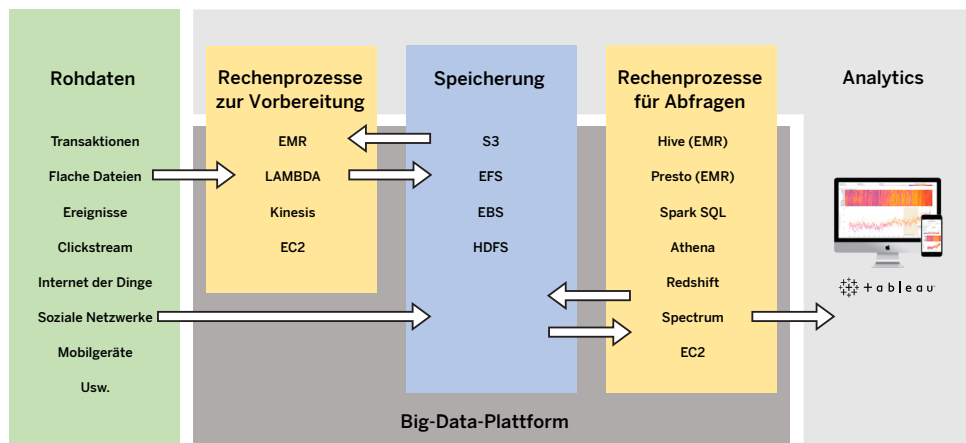 Rohdaten
Transaktionen
Flache Dateien
Ereignisse
Clickstream
Internet der Dinge
Soziale Netzwerke
Mobilgeräte
Usw.
Rechenprozesse
zur Vorbereitung
EMR
LAMBDA
Kinesis
EC2
Speicherung
S3
EFS
EBS
HDFS
Rechenprozesse
für Abfragen
Hive (EMR)
Presto (EMR)
Spark SQL
Athena
Redshift
Spectrum
EC2
Analytics
+ableau
Big-Data-Plattform